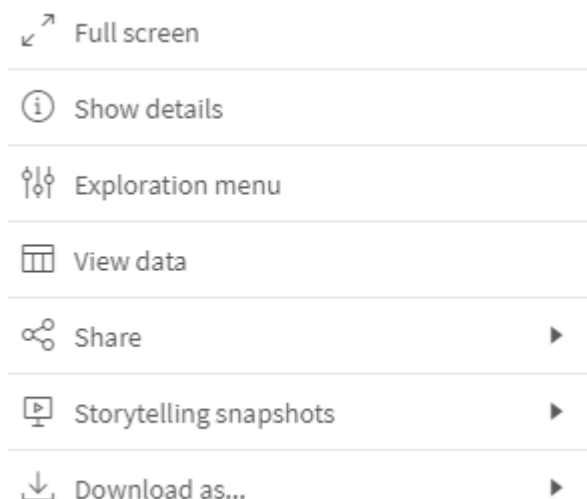 Full screen
Show details
Exploration menu
View data
Share
Storytelling snapshots
Download as...